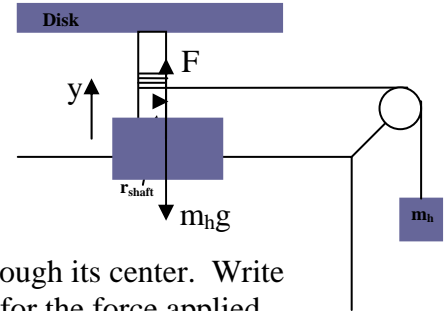 Disk
F
y
r_shaft
m_hg
m_h
ough its center. Write
for the force applied